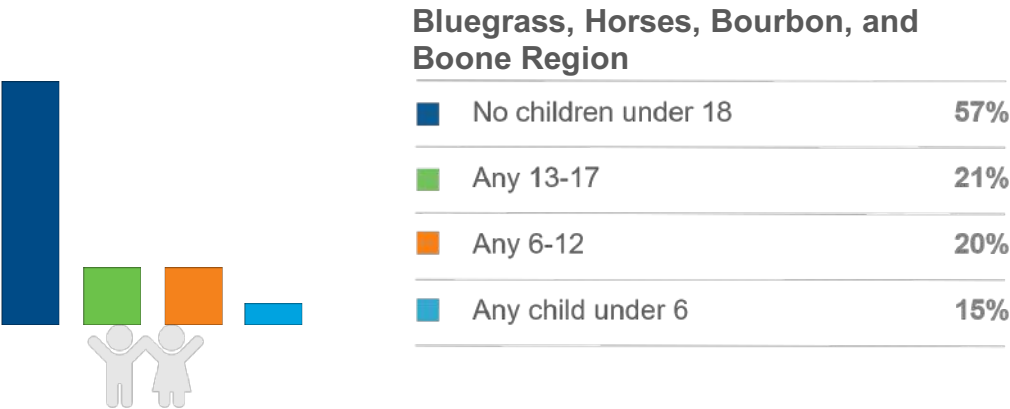 Bluegrass, Horses, Bourbon, and
Boone Region
No children under 18 57%
Any 13-17 21%
Any 6-12 20%
Any child under 6 15%